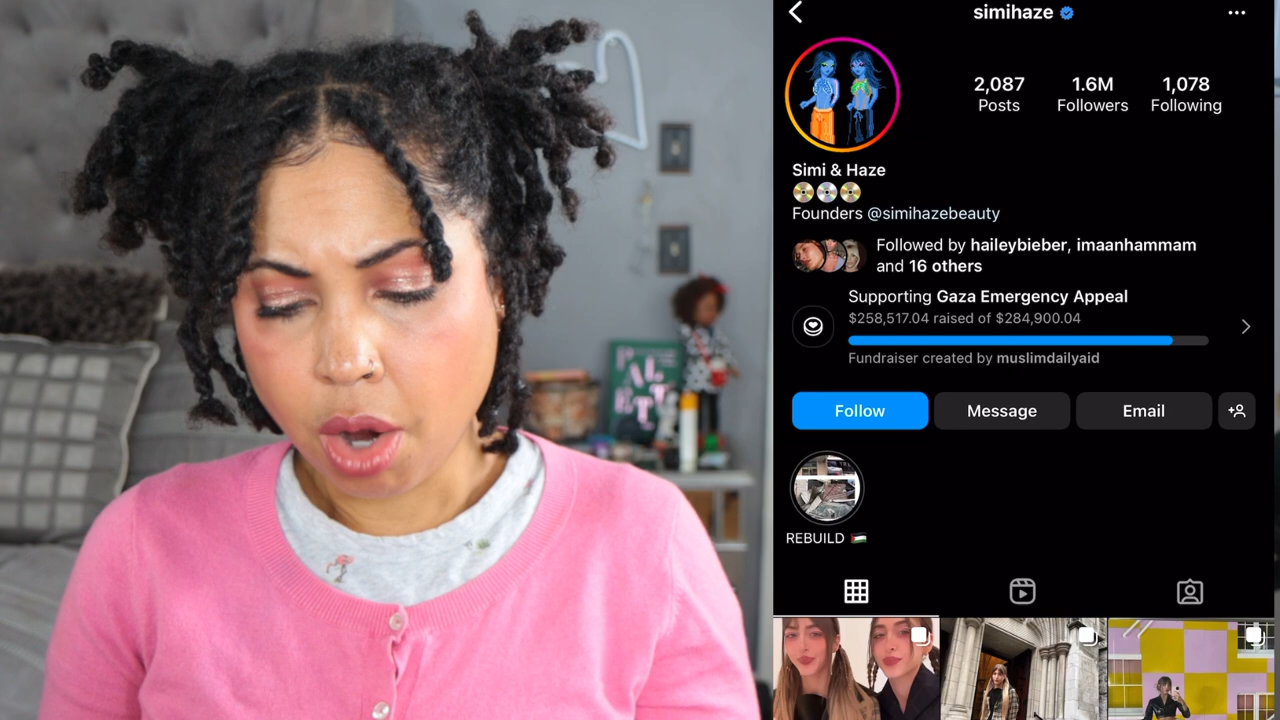 simihaze
2,087
Posts
1.6M
Followers
1,078
Following
Simi & Haze
Founders @simihazebeauty
Followed by haileybieber, imaanhammam
and 16 others
Supporting Gaza Emergency Appeal
$258,517.04 raised of $284,900.04
Fundraiser created by muslimdailyaid
Follow
Message
Email
REBUILD 🇵🇸
PAL
ETT